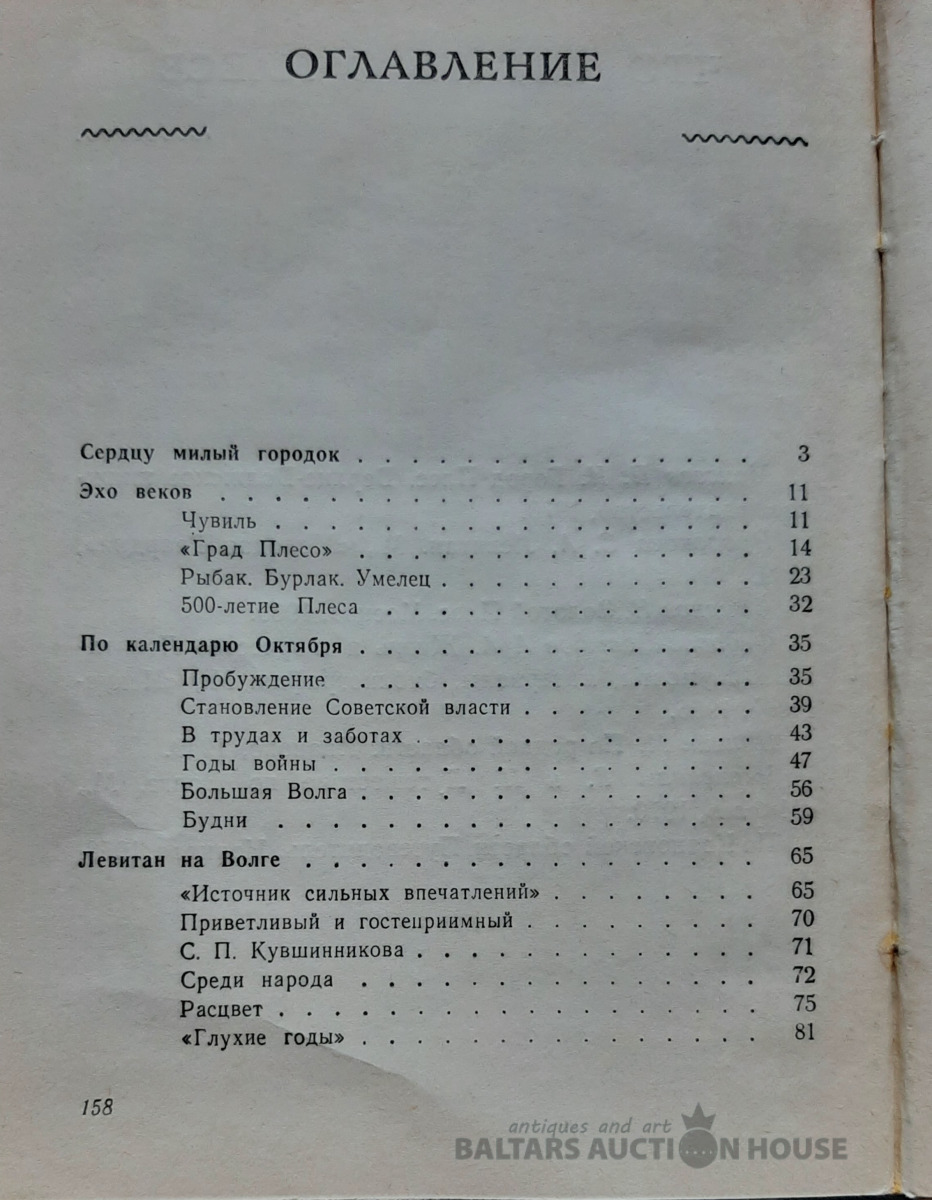 ОГЛАВЛЕНИЕ
Сердцу милый городок . . . . . . . . . . . . . . . 3
Эхо веков . . . . . . . . . . . . . . . . . . . . 11
Чувиль . . . . . . . . . . . . . . . . . . 11
«Град Плесо» . . . . . . . . . . . . . . . 14
Рыбак. Бурлак. Умелец . . . . . . . . . . . . 23
500-летие Плеса . . . . . . . . . . . . . . 32
По календарю Октября . . . . . . . . . . . . . . . 35
Пробуждение . . . . . . . . . . . . . . . 35
Становление Советской власти . . . . . . . . . 39
В трудах и заботах . . . . . . . . . . . . . 43
Годы войны . . . . . . . . . . . . . . . . 47
Большая Волга . . . . . . . . . . . . . . . 56
Будни . . . . . . . . . . . . . . . . . . 59
Левитан на Волге . . . . . . . . . . . . . . . . . 65
«Источник сильных впечатлений» . . . . . . . . 65
Приветливый и гостеприимный . . . . . . . . . 70
С. П. Кувшинникова . . . . . . . . . . . . . 71
Среди народа . . . . . . . . . . . . . . . 72
Расцвет . . . . . . . . . . . . . . . . . . 75
«Глухие годы» . . . . . . . . . . . . . . . 81
158
antiques and art
BALTARS AUCTION HOUSE